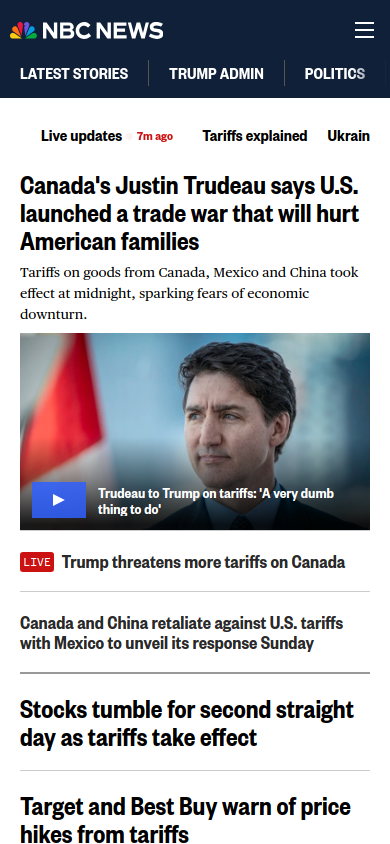 NBC NEWS
LATEST STORIES TRUMP ADMIN POLITICS
Live updates 7m ago Tariffs explained Ukrain
Canada's Justin Trudeau says U.S.
launched a trade war that will hurt
American families
Tariffs on goods from Canada, Mexico and China took
effect at midnight, sparking fears of economic
downturn.
Trudeau to Trump on tariffs: 'A very dumb
thing to do'
LIVE Trump threatens more tariffs on Canada
Canada and China retaliate against U.S. tariffs
with Mexico to unveil its response Sunday
Stocks tumble for second straight
day as tariffs take effect
Target and Best Buy warn of price
hikes from tariffs